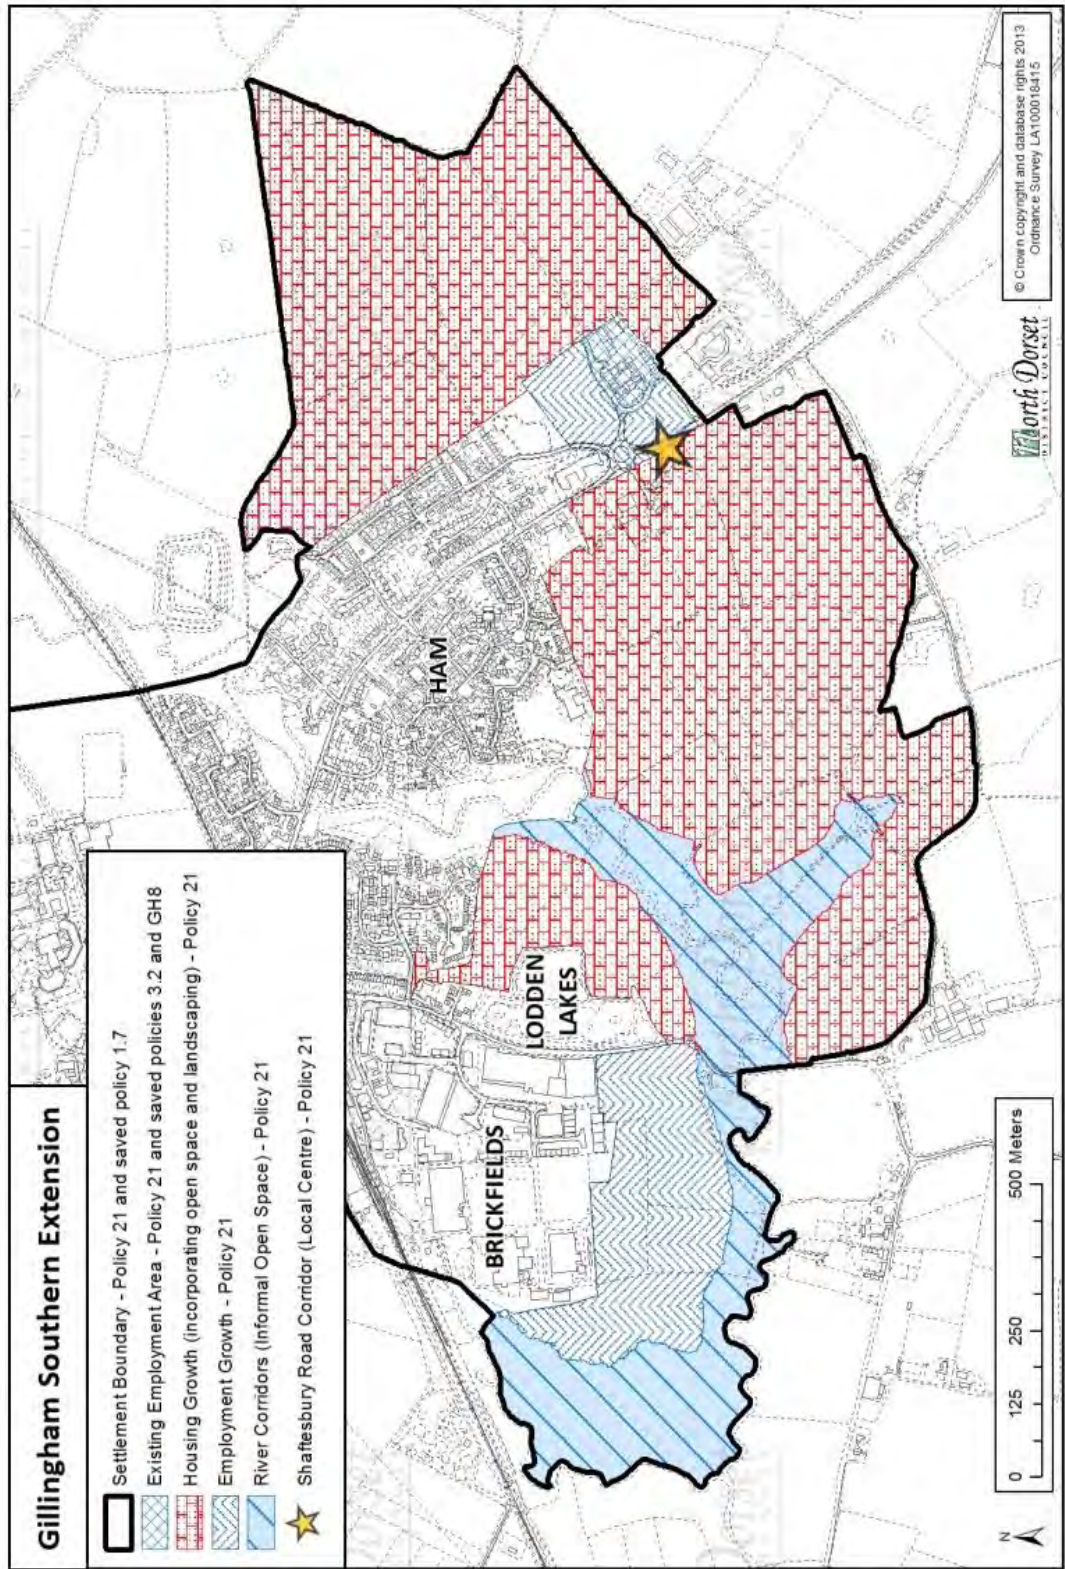 Gillingham Southern Extension
Settlement Boundary - Policy 21 and saved policy 1.7
Existing Employment Area - Policy 21 and saved policies 3.2 and GH8
Housing Growth (incorporating open space and landscaping) - Policy 21
Employment Growth - Policy 21
River Corridors (Informal Open Space) - Policy 21
Shaftesbury Road Corridor (Local Centre) - Policy 21
HAM
LODDEN
LAKES
BRICKFIELDS
N
0 125 250 500 Meters
North Dorset
DISTRICT COUNCIL
© Crown copyright and database rights 2013
Ordnance Survey LA100018415